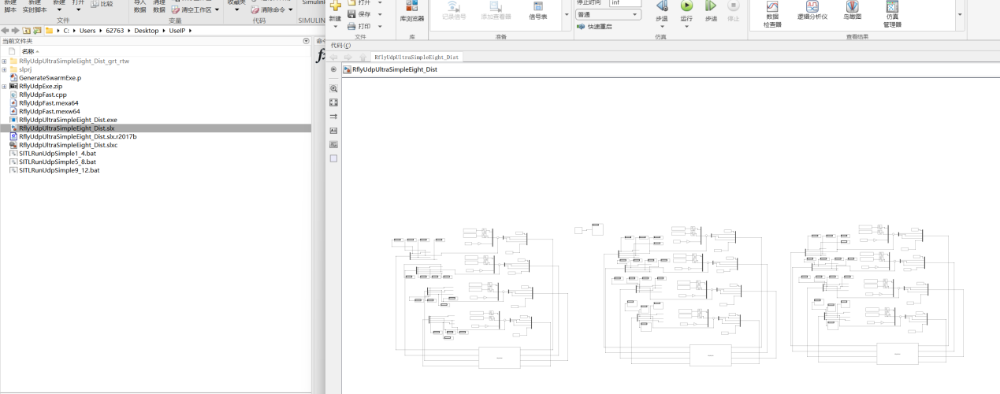 新建 新建 新建 打开 比较
脚本 实时脚本
导入 清理
数据 数据 清空工作区
收藏夹 清除命令
Simulink
SIMULINK
文件 变量 代码
C: Users 62763 Desktop UseIP
当前文件夹
名称
RflyUdpUltraSimpleEight_Dist_grt_rtw
slprj
GenerateSwarmExe.p
RflyUdpExe.zip
RflyUdpFast.cpp
RflyUdpFast.mexa64
RflyUdpFast.mexw64
RflyUdpUltraSimpleEight_Dist.exe
RflyUdpUltraSimpleEight_Dist.slx
RflyUdpUltraSimpleEight_Dist.slx.r2017b
RflyUdpUltraSimpleEight_Dist.slxc
SITLRunUdpSimple1_4.bat
SITLRunUdpSimple5_8.bat
SITLRunUdpSimple9_12.bat
新建
打开
保存
打印
文件
库浏览器
库
记录信号 添加查看器 信号表
准备
停止时间 inf
普通
快速重启
步退 运行 步进 停止
仿真
数据
检查器
逻辑分析仪 鸟瞰图
仿真
管理器
查看结果
代码(C)
RflyUdpUltraSimpleEight_Dist
RflyUdpUltraSimpleEight_Dist